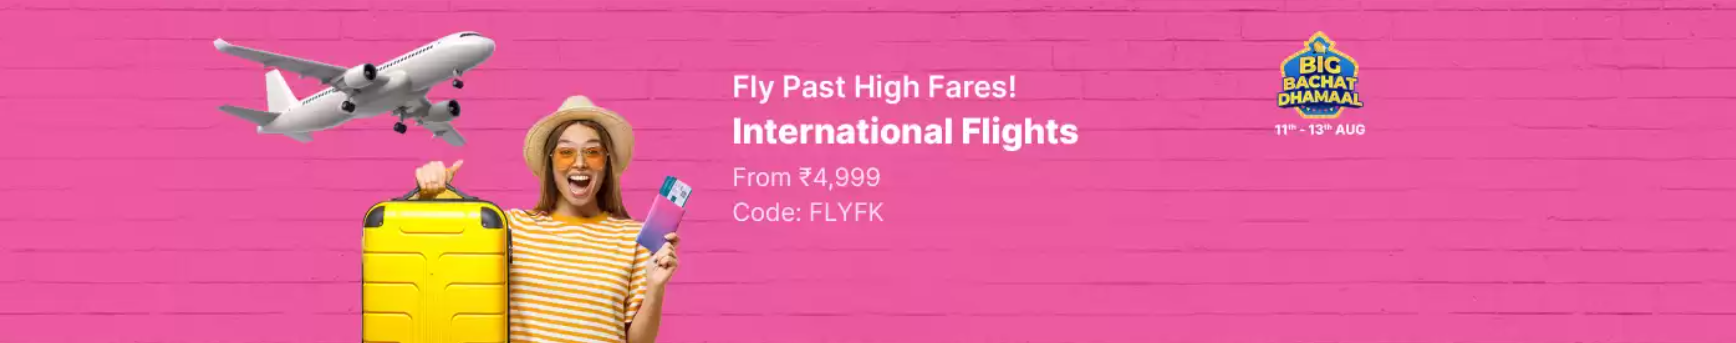 Fly Past High Fares!
International Flights
From ₹4,999
Code: FLYFK
BIG
BACHAT
DHAMAAL
11th - 13th AUG